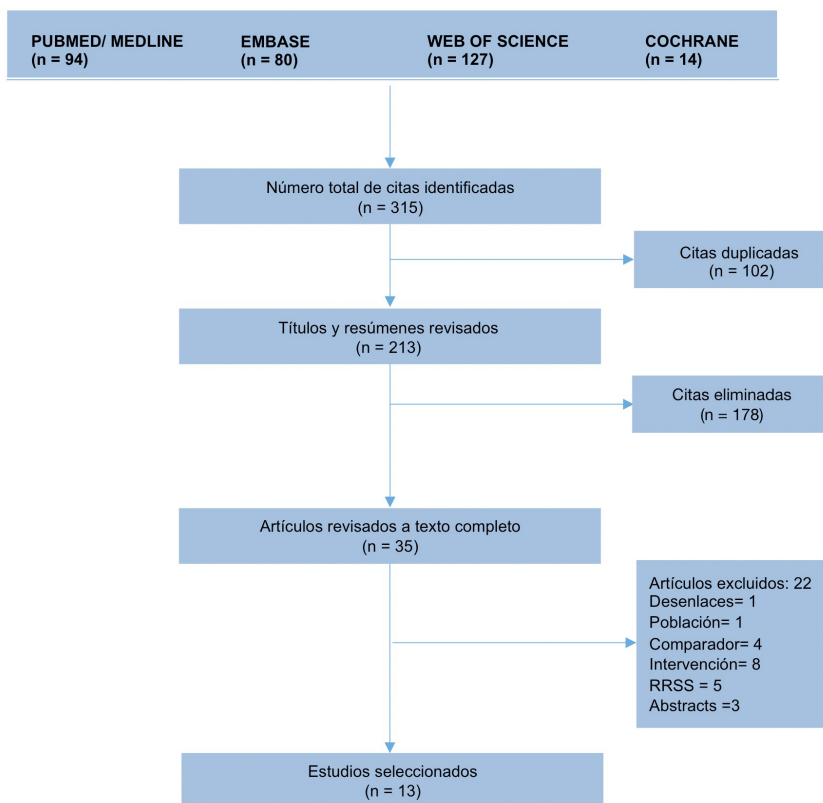 PUBMED/ MEDLINE
(n = 94)
EMBASE
(n = 80)
WEB OF SCIENCE
(n = 127)
COCHRANE
(n = 14)
Número total de citas identificadas
(n = 315)
Citas duplicadas
(n = 102)
Títulos y resúmenes revisados
(n = 213)
Citas eliminadas
(n = 178)
Artículos revisados a texto completo
(n = 35)
Artículos excluidos: 22
Desenlaces= 1
Población= 1
Comparador= 4
Intervención= 8
RRSS = 5
Abstracts =3
Estudios seleccionados
(n = 13)